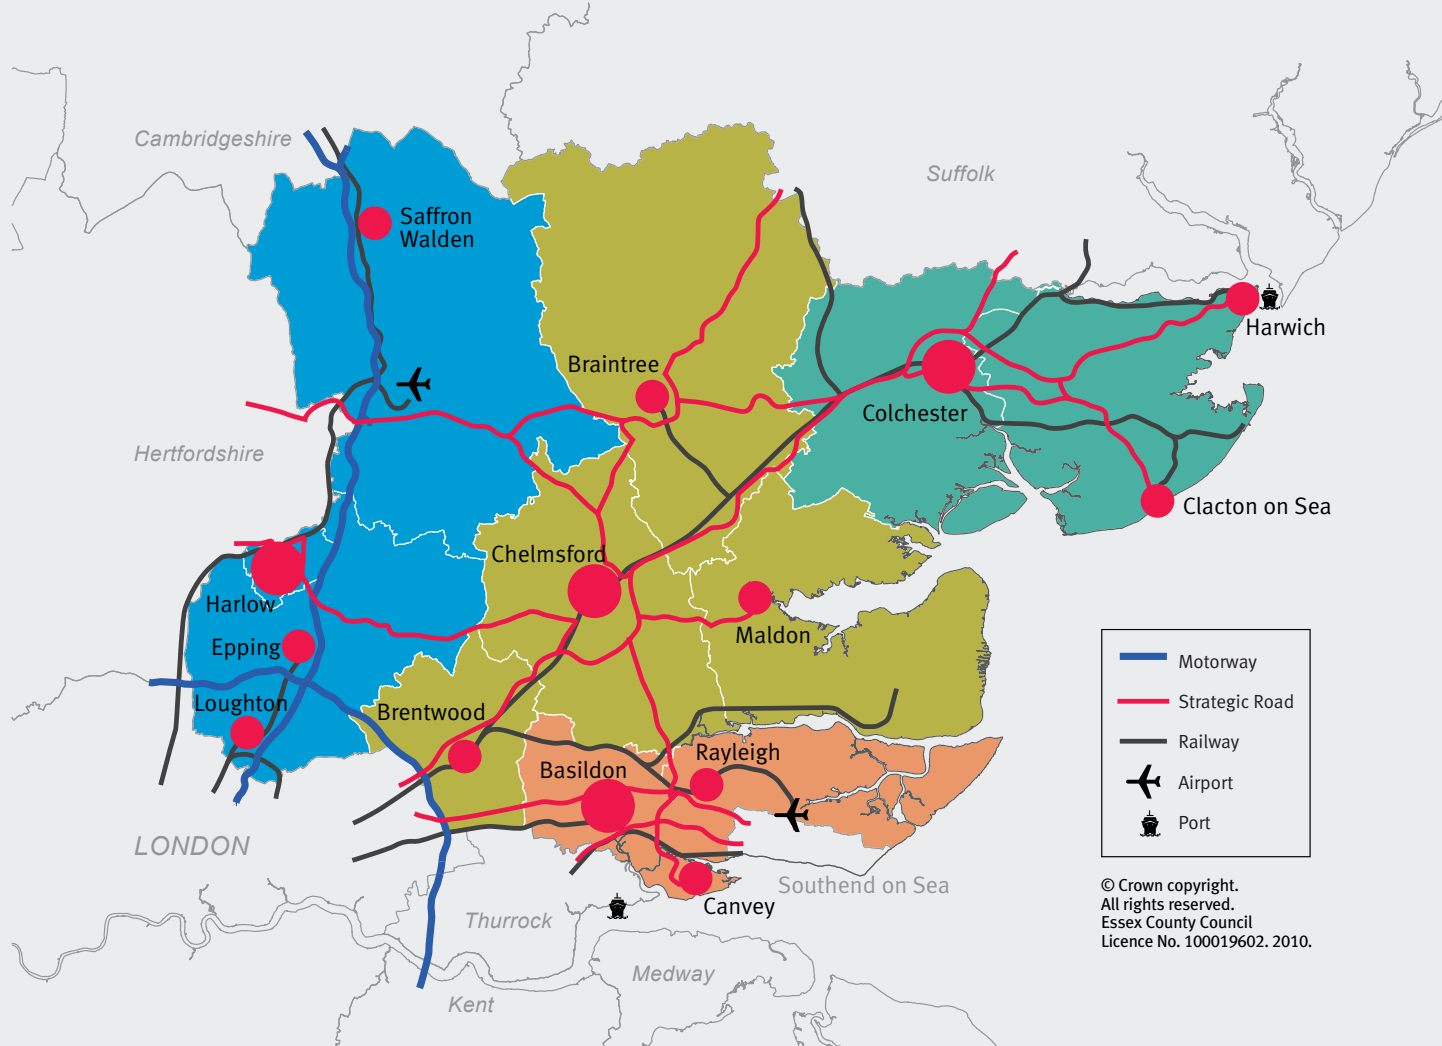 Cambridgeshire
Suffolk
Saffron
Walden
Harwich
Braintree
Colchester
Hertfordshire
Clacton on Sea
Chelmsford
Harlow
Maldon
Epping
Loughton
Brentwood
Rayleigh
Basildon
LONDON
Southend on Sea
Canvey
Thurrock
Medway
Kent
Motorway
Strategic Road
Railway
Airport
Port
© Crown copyright.
All rights reserved.
Essex County Council
Licence No. 100019602. 2010.